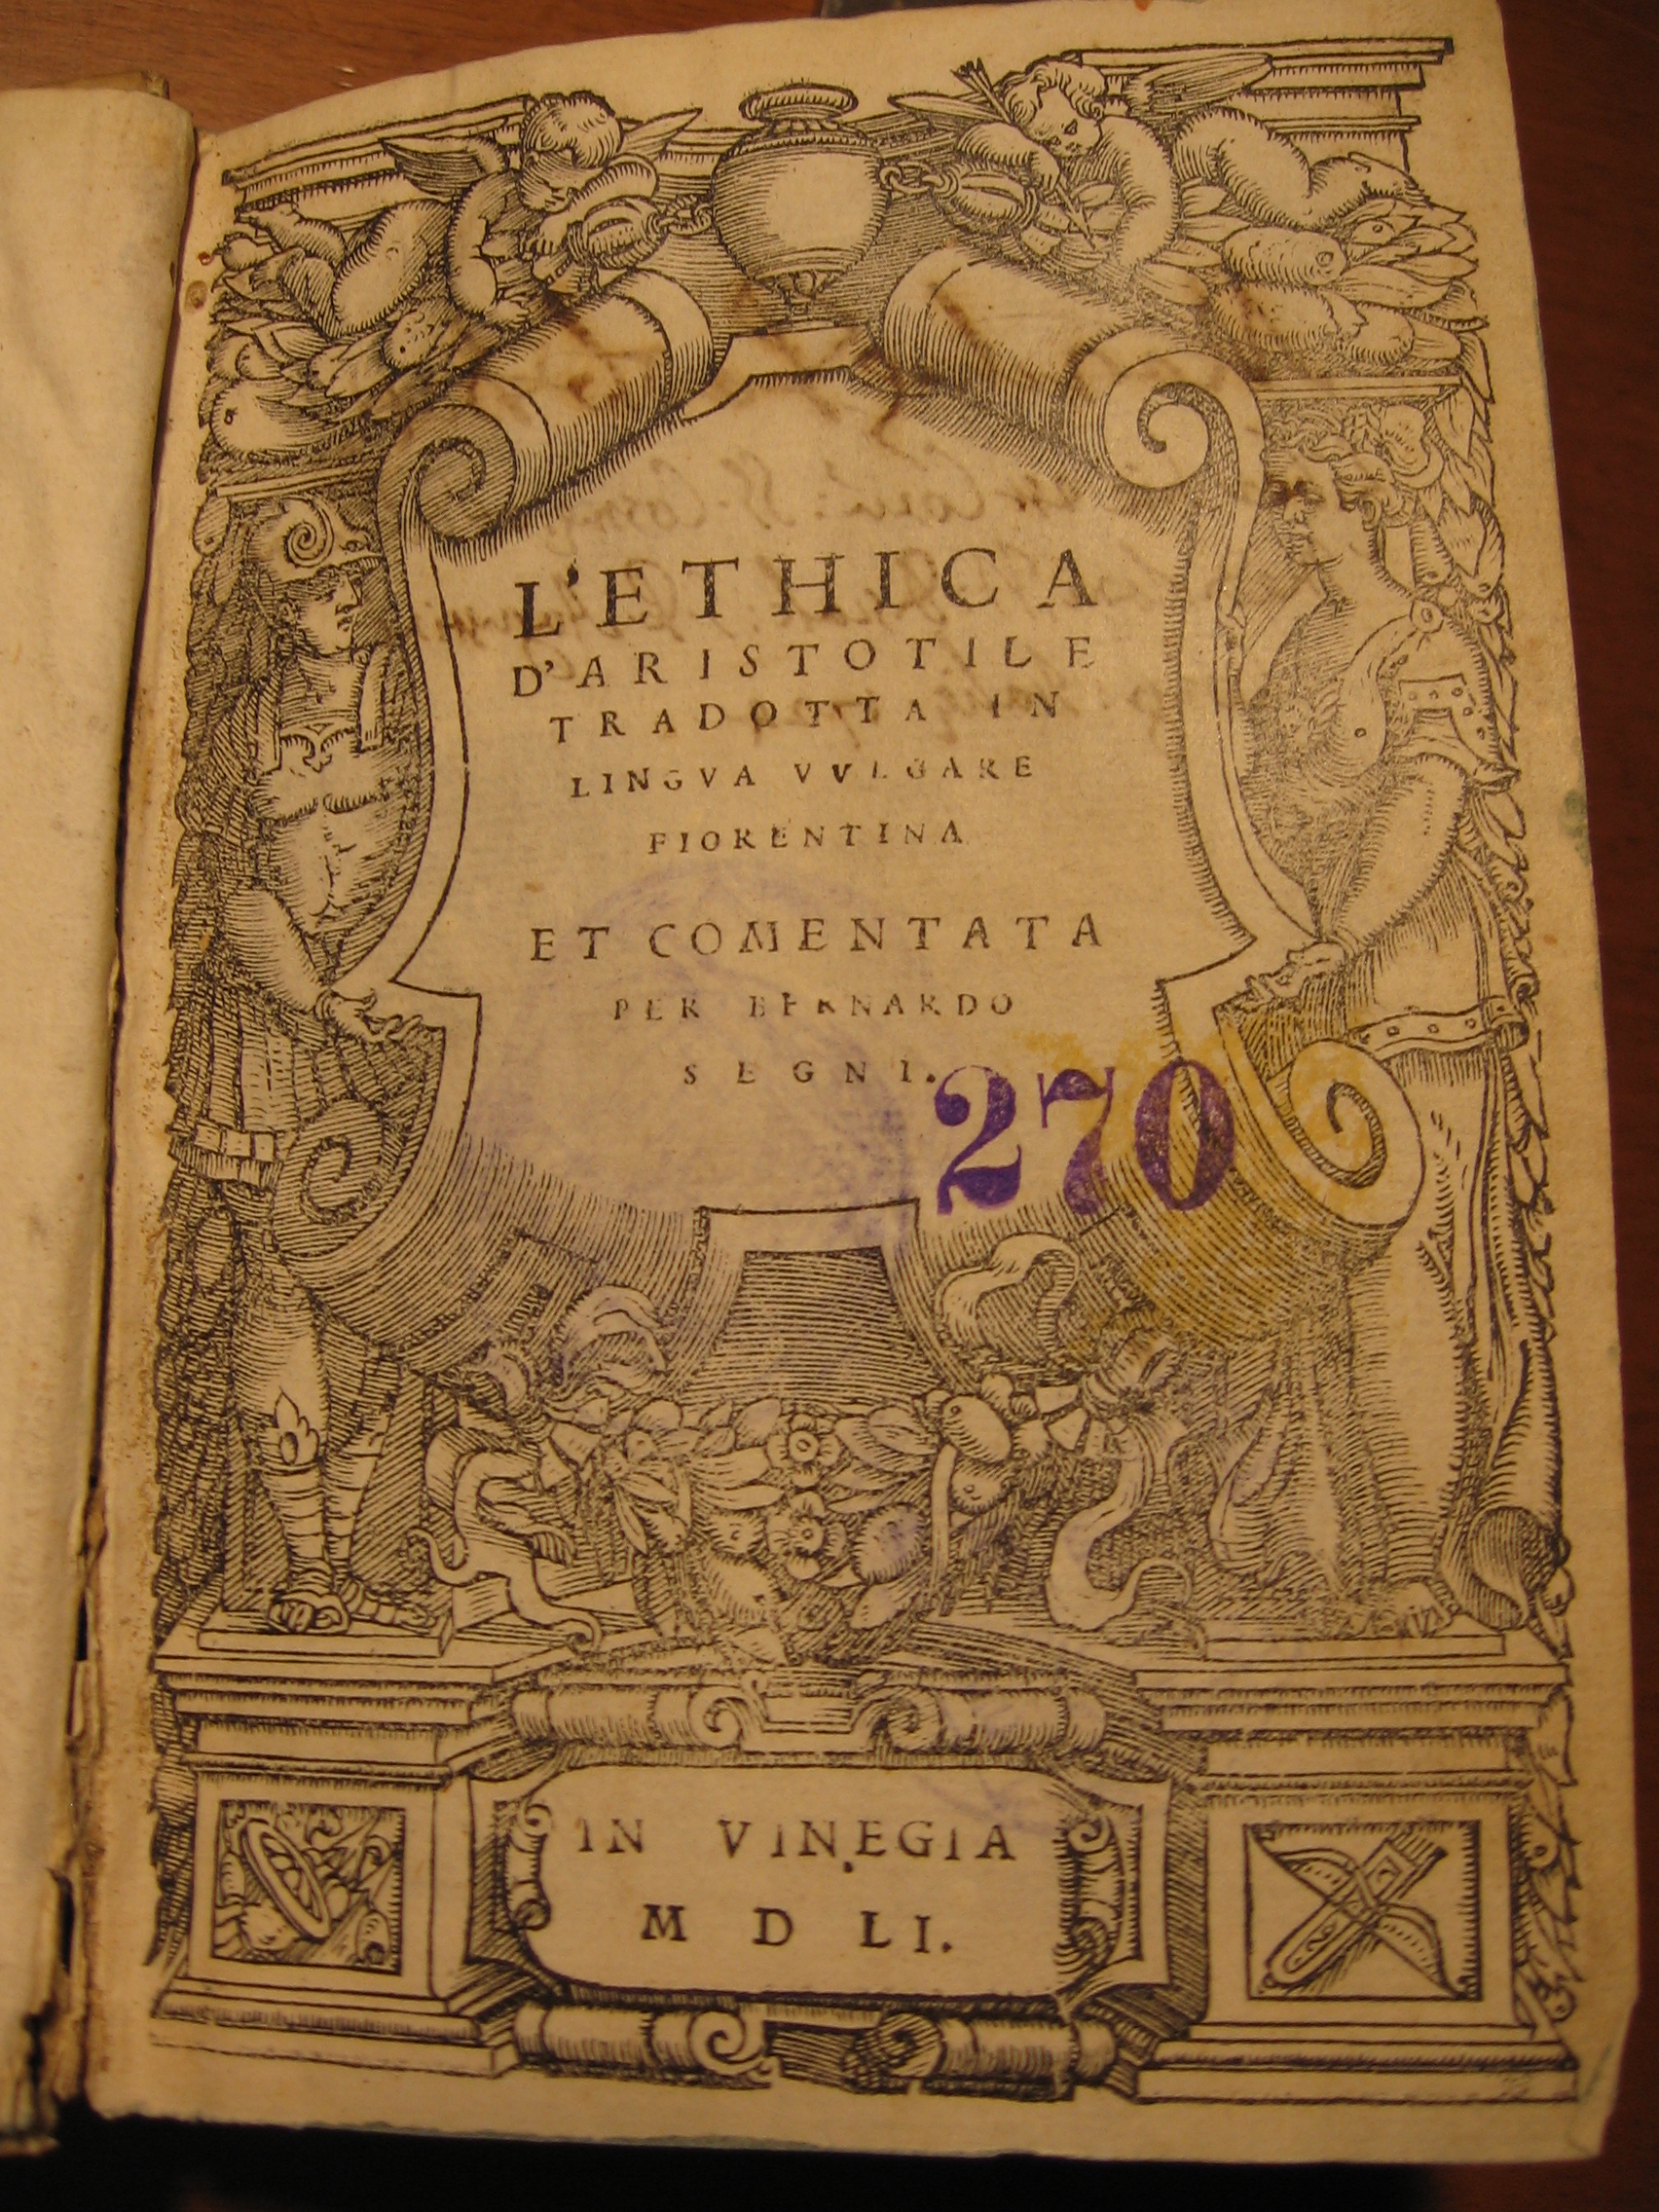 L'ETHICA
D'ARISTOTILE
TRADOTTA IN
LINGVA VVLGARE
FIORENTINA
ET COMENTATA
PER BERNARDO
SEGNI.
270
IN VINEGIA
M D LI.